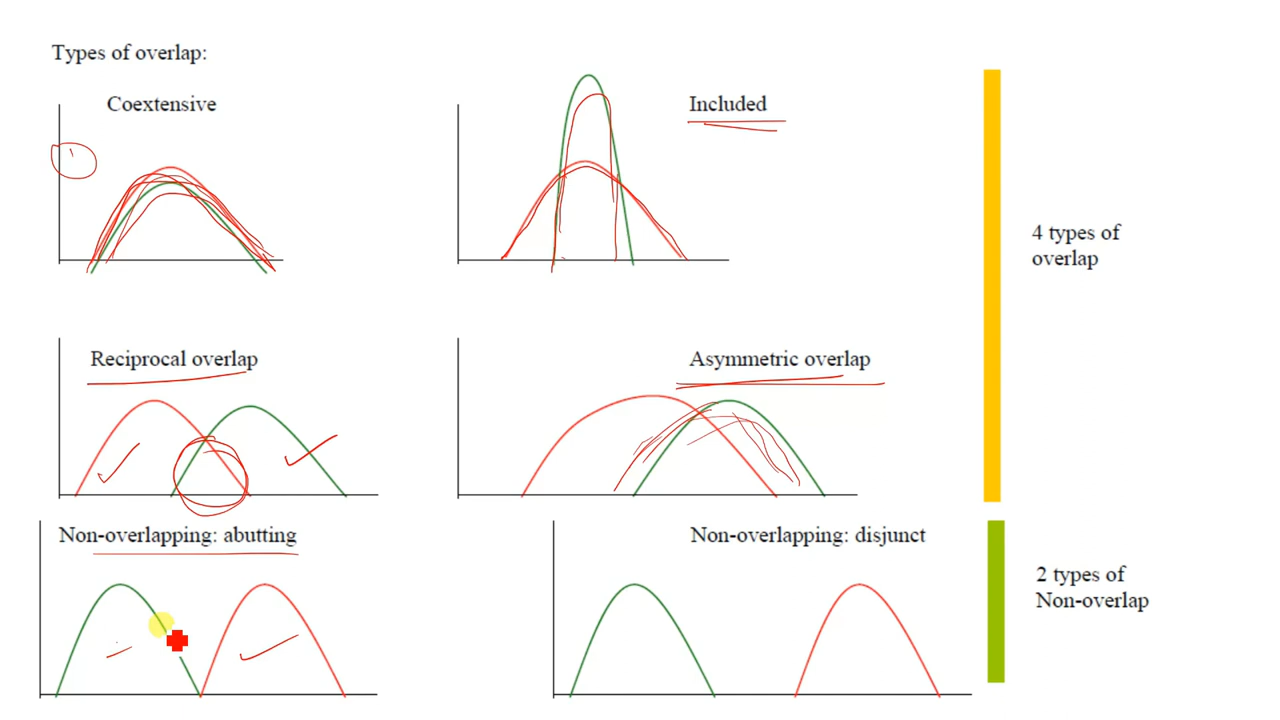 Types of overlap:
Coextensive
Included
4 types of
overlap
Reciprocal overlap
Asymmetric overlap
Non-overlapping: abutting
Non-overlapping: disjunct
2 types of
Non-overlap